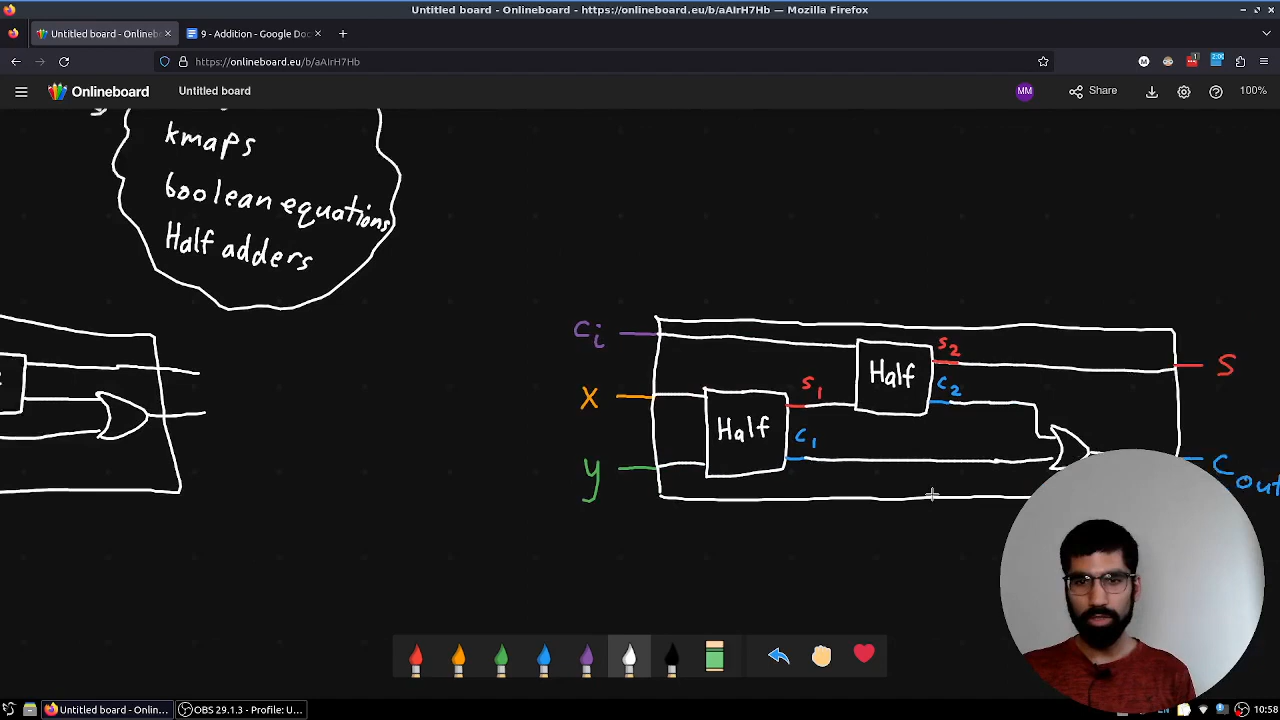 Untitled board - Onlineboard - https://onlineboard.eu/b/aAIrH7Hb — Mozilla Firefox
Untitled board - Onlineb
9 - Addition - Google Doc
https://onlineboard.eu/b/aAIrH7Hb
Onlineboard
Untitled board
MM
Share
100%
kmaps
boolean equations
Half adders
Ci
X
y
Half
S1
C1
Half
S2
C2
S
Cout
Untitled board - Onlin...
OBS 29.1.3 - Profile: U...
10:58